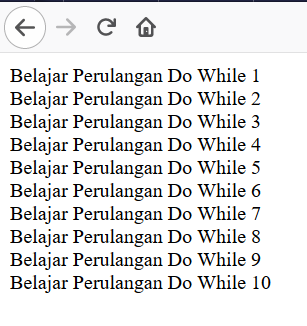 Belajar Perulangan Do While 1
Belajar Perulangan Do While 2
Belajar Perulangan Do While 3
Belajar Perulangan Do While 4
Belajar Perulangan Do While 5
Belajar Perulangan Do While 6
Belajar Perulangan Do While 7
Belajar Perulangan Do While 8
Belajar Perulangan Do While 9
Belajar Perulangan Do While 10